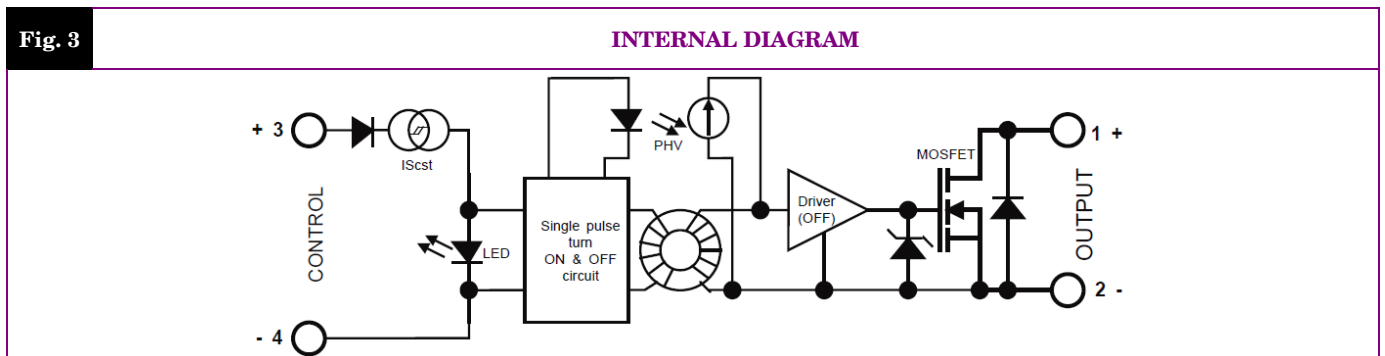 Fig. 3
INTERNAL DIAGRAM
+ 3
IScst
PHV
MOSFET
1 +
CONTROL
LED
Single pulse
turn
ON & OFF
circuit
Driver
(OFF)
OUTPUT
2 -
- 4